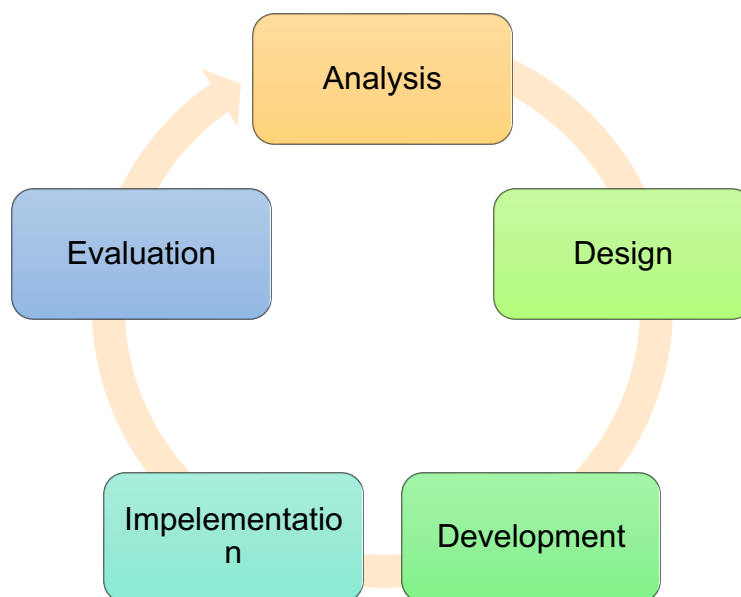 Analysis
Design
Development
Impelementatio
n
Evaluation